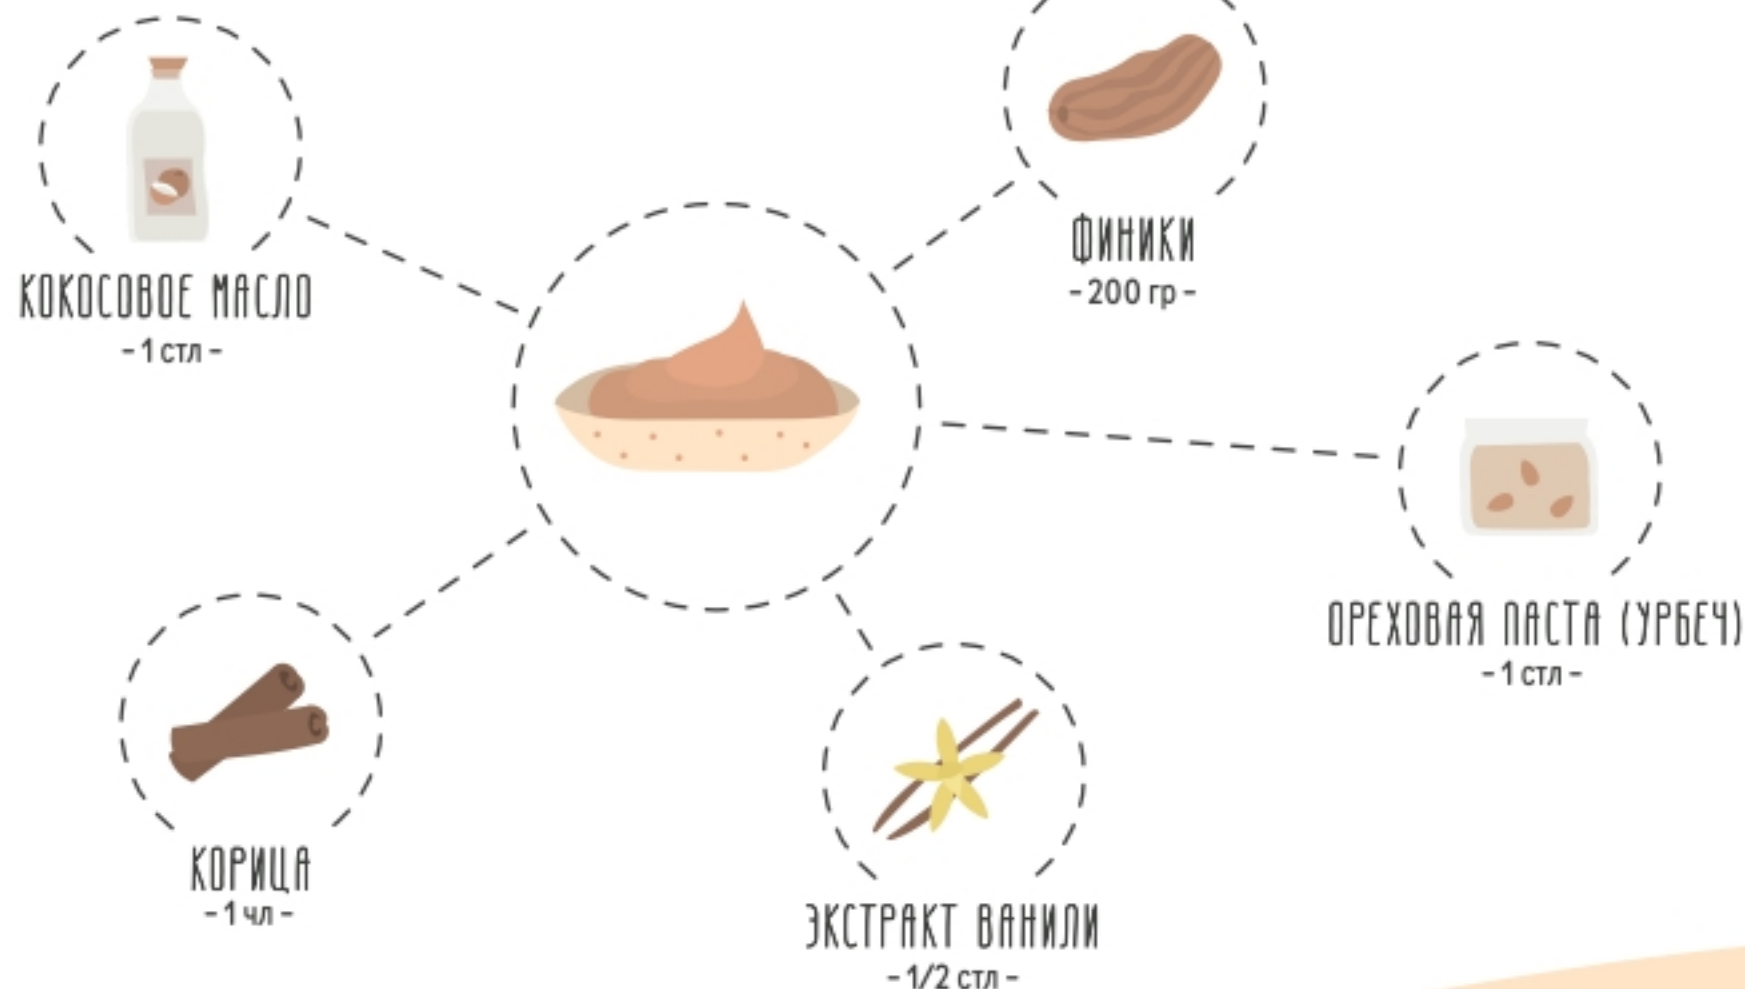 ФИНИКИ
-200 гр-
КОКОСОВОЕ МАСЛО
-1 стл-
ОРЕХОВАЯ ПАСТА (УРБЕЧ)
-1 стл-
КОРИЦА
-1 чл-
ЭКСТРАКТ ВАНИЛИ
-1/2 стл-